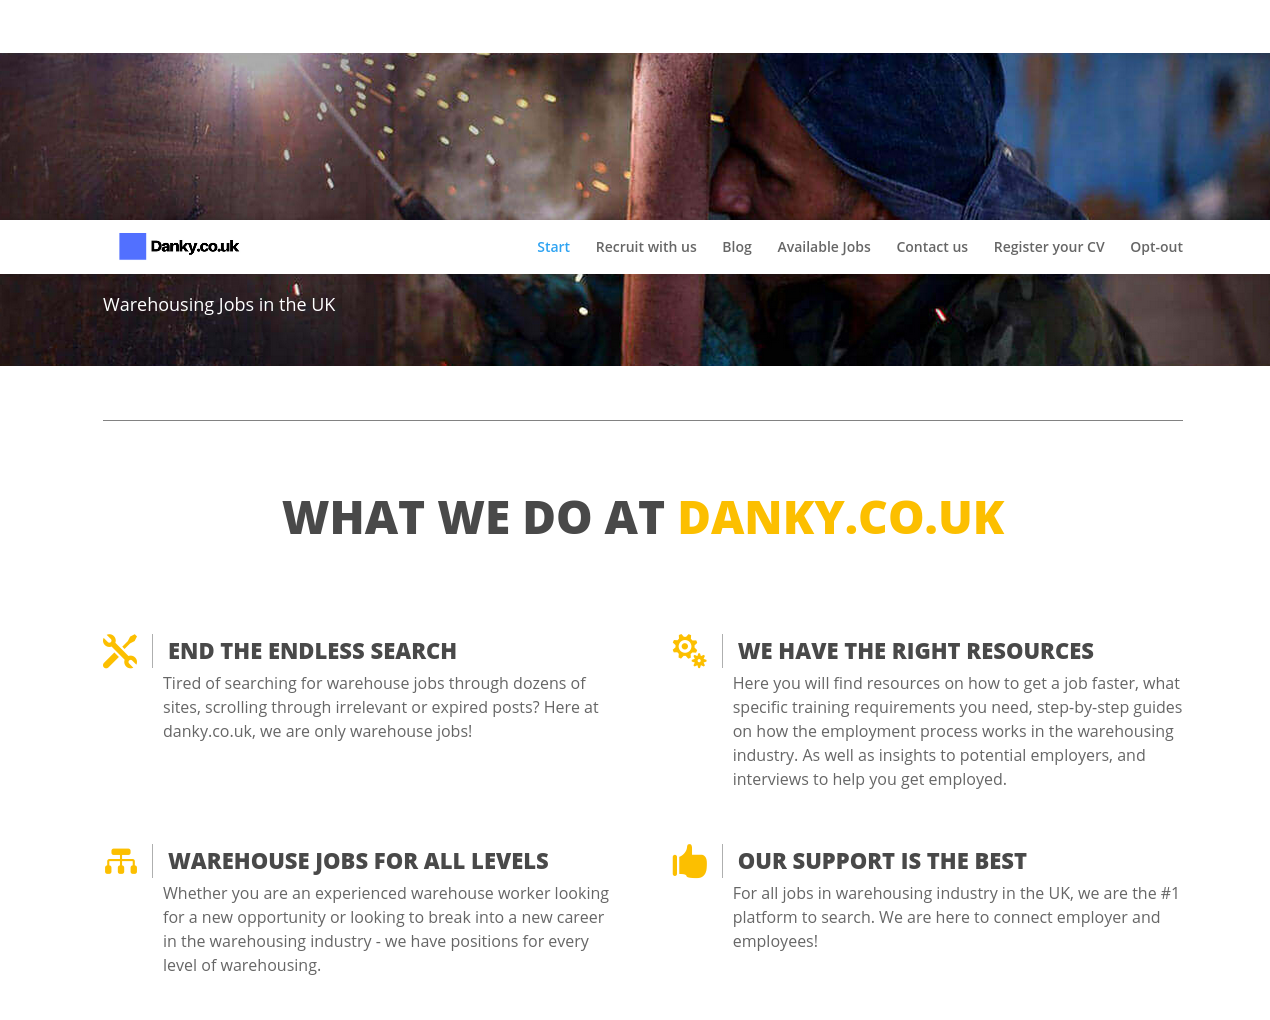 Danky.co.uk
Start Recruit with us Blog Available Jobs Contact us Register your CV Opt-out
Warehousing Jobs in the UK
WHAT WE DO AT DANKY.CO.UK
END THE ENDLESS SEARCH
Tired of searching for warehouse jobs through dozens of
sites, scrolling through irrelevant or expired posts? Here at
danky.co.uk, we are only warehouse jobs!
WE HAVE THE RIGHT RESOURCES
Here you will find resources on how to get a job faster, what
specific training requirements you need, step-by-step guides
on how the employment process works in the warehousing
industry. As well as insights to potential employers, and
interviews to help you get employed.
WAREHOUSE JOBS FOR ALL LEVELS
Whether you are an experienced warehouse worker looking
for a new opportunity or looking to break into a new career
in the warehousing industry - we have positions for every
level of warehousing.
OUR SUPPORT IS THE BEST
For all jobs in warehousing industry in the UK, we are the #1
platform to search. We are here to connect employer and
employees!